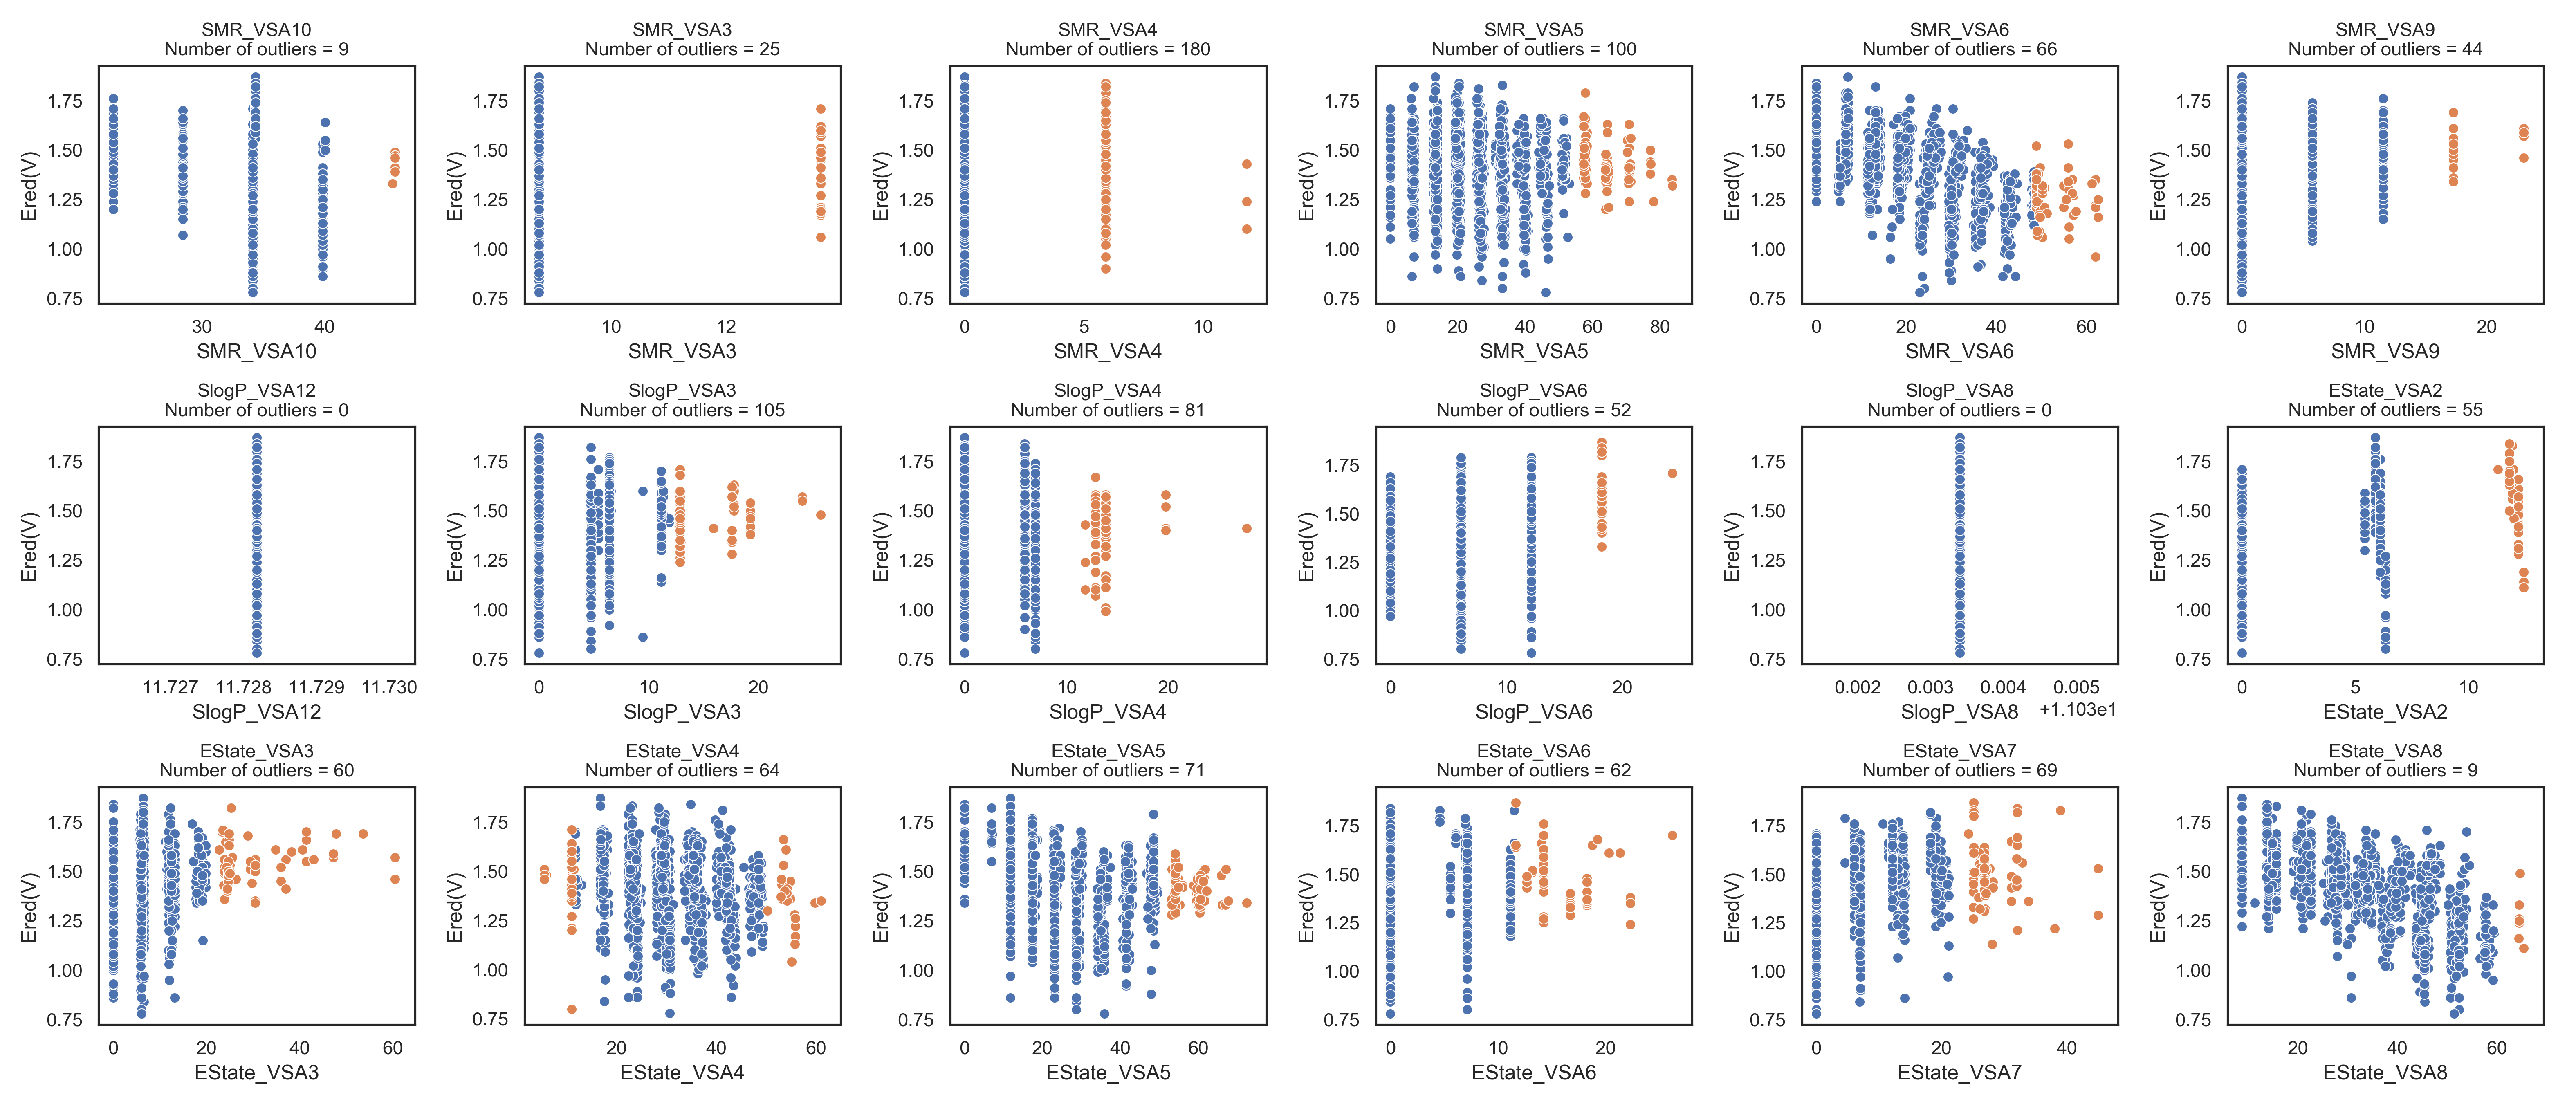 SMR_VSA10
Number of outliers = 9
Ered(V)
1.75
1.50
1.25
1.00
0.75
30 40
SMR_VSA10
SMR_VSA3
Number of outliers = 25
Ered(V)
1.75
1.50
1.25
1.00
0.75
10 12
SMR_VSA3
SMR_VSA4
Number of outliers = 180
Ered(V)
1.75
1.50
1.25
1.00
0.75
0 5 10
SMR_VSA4
SMR_VSA5
Number of outliers = 100
Ered(V)
1.75
1.50
1.25
1.00
0.75
0 20 40 60 80
SMR_VSA5
SMR_VSA6
Number of outliers = 66
Ered(V)
1.75
1.50
1.25
1.00
0.75
0 20 40 60
SMR_VSA6
SMR_VSA9
Number of outliers = 44
Ered(V)
1.75
1.50
1.25
1.00
0.75
0 10 20
SMR_VSA9
SlogP_VSA12
Number of outliers = 0
Ered(V)
1.75
1.50
1.25
1.00
0.75
11.727 11.728 11.729 11.730
SlogP_VSA12
SlogP_VSA3
Number of outliers = 105
Ered(V)
1.75
1.50
1.25
1.00
0.75
0 10 20
SlogP_VSA3
SlogP_VSA4
Number of outliers = 81
Ered(V)
1.75
1.50
1.25
1.00
0.75
0 10 20
SlogP_VSA4
SlogP_VSA6
Number of outliers = 52
Ered(V)
1.75
1.50
1.25
1.00
0.75
0 10 20
SlogP_VSA6
SlogP_VSA8
Number of outliers = 0
Ered(V)
1.75
1.50
1.25
1.00
0.75
0.002 0.003 0.004 0.005
SlogP_VSA8 +1.103e1
EState_VSA2
Number of outliers = 55
Ered(V)
1.75
1.50
1.25
1.00
0.75
0 5 10
EState_VSA2
EState_VSA3
Number of outliers = 60
Ered(V)
1.75
1.50
1.25
1.00
0.75
0 20 40 60
EState_VSA3
EState_VSA4
Number of outliers = 64
Ered(V)
1.75
1.50
1.25
1.00
0.75
20 40 60
EState_VSA4
EState_VSA5
Number of outliers = 71
Ered(V)
1.75
1.50
1.25
1.00
0.75
0 20 40 60
EState_VSA5
EState_VSA6
Number of outliers = 62
Ered(V)
1.75
1.50
1.25
1.00
0.75
0 10 20
EState_VSA6
EState_VSA7
Number of outliers = 69
Ered(V)
1.75
1.50
1.25
1.00
0.75
0 20 40
EState_VSA7
EState_VSA8
Number of outliers = 9
Ered(V)
1.75
1.50
1.25
1.00
0.75
20 40 60
EState_VSA8